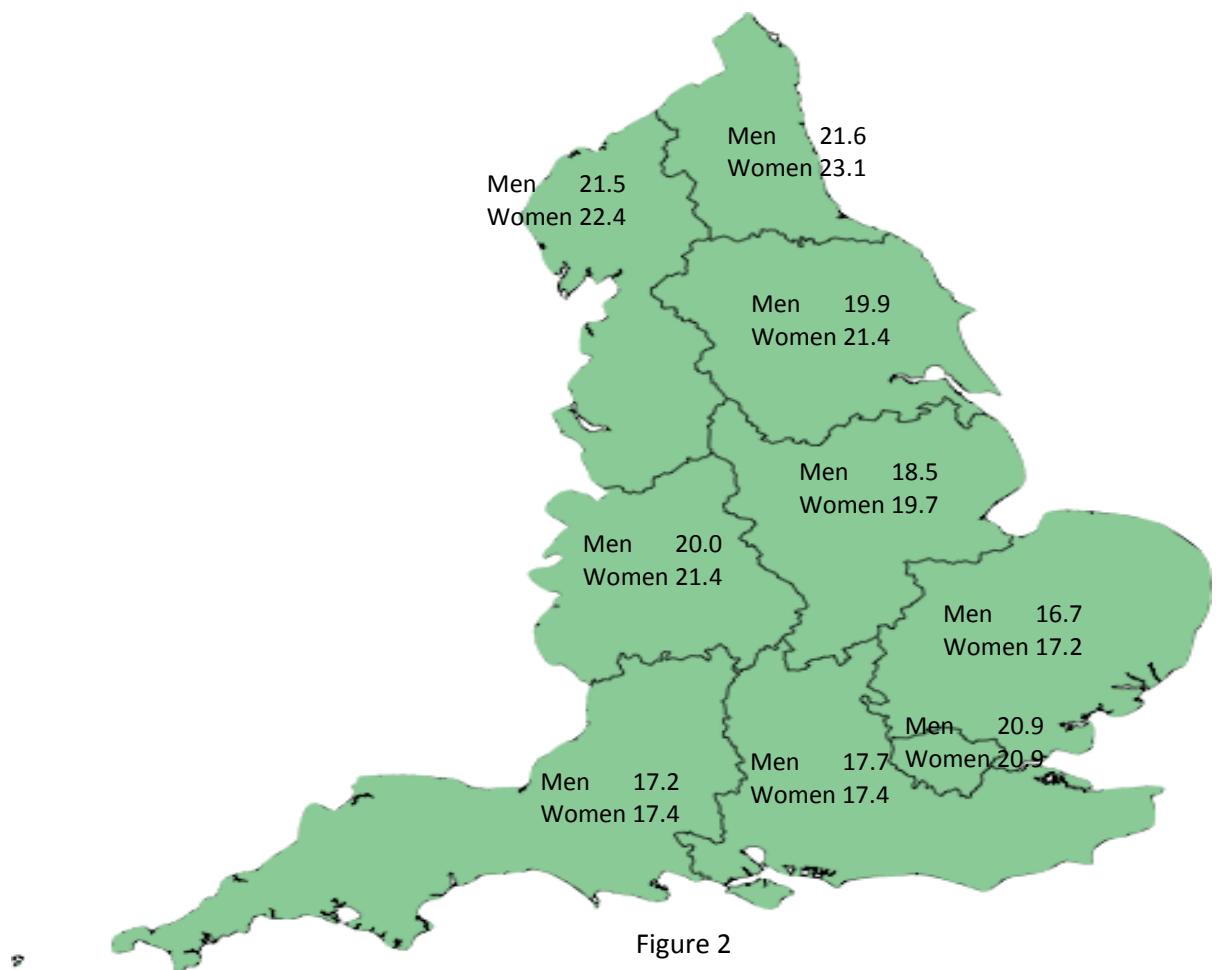 Men 21.6
Women 23.1
Men 21.5
Women 22.4
Men 19.9
Women 21.4
Men 18.5
Women 19.7
Men 20.0
Women 21.4
Men 16.7
Women 17.2
Men 20.9
Women 20.9
Men 17.7
Women 17.4
Men 17.2
Women 17.4
Figure 2